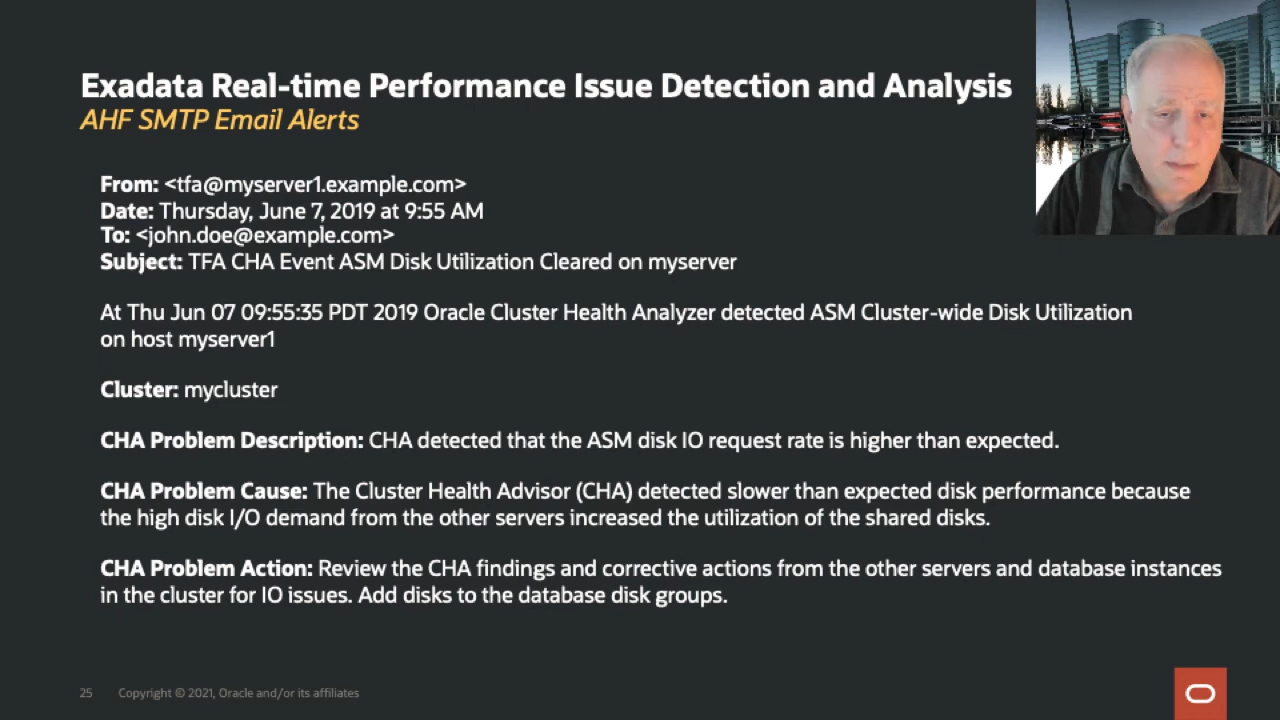 Exadata Real-time Performance Issue Detection and Analysis
AHF SMTP Email Alerts
From: <tfa@myserver1.example.com>
Date: Thursday, June 7, 2019 at 9:55 AM
To: <john.doe@example.com>
Subject: TFA CHA Event ASM Disk Utilization Cleared on myserver
At Thu Jun 07 09:55:35 PDT 2019 Oracle Cluster Health Analyzer detected ASM Cluster-wide Disk Utilization
on host myserver1
Cluster: mycluster
CHA Problem Description: CHA detected that the ASM disk IO request rate is higher than expected.
CHA Problem Cause: The Cluster Health Advisor (CHA) detected slower than expected disk performance because
the high disk I/O demand from the other servers increased the utilization of the shared disks.
CHA Problem Action: Review the CHA findings and corrective actions from the other servers and database instances
in the cluster for IO issues. Add disks to the database disk groups.
25 Copyright © 2021, Oracle and/or its affiliates